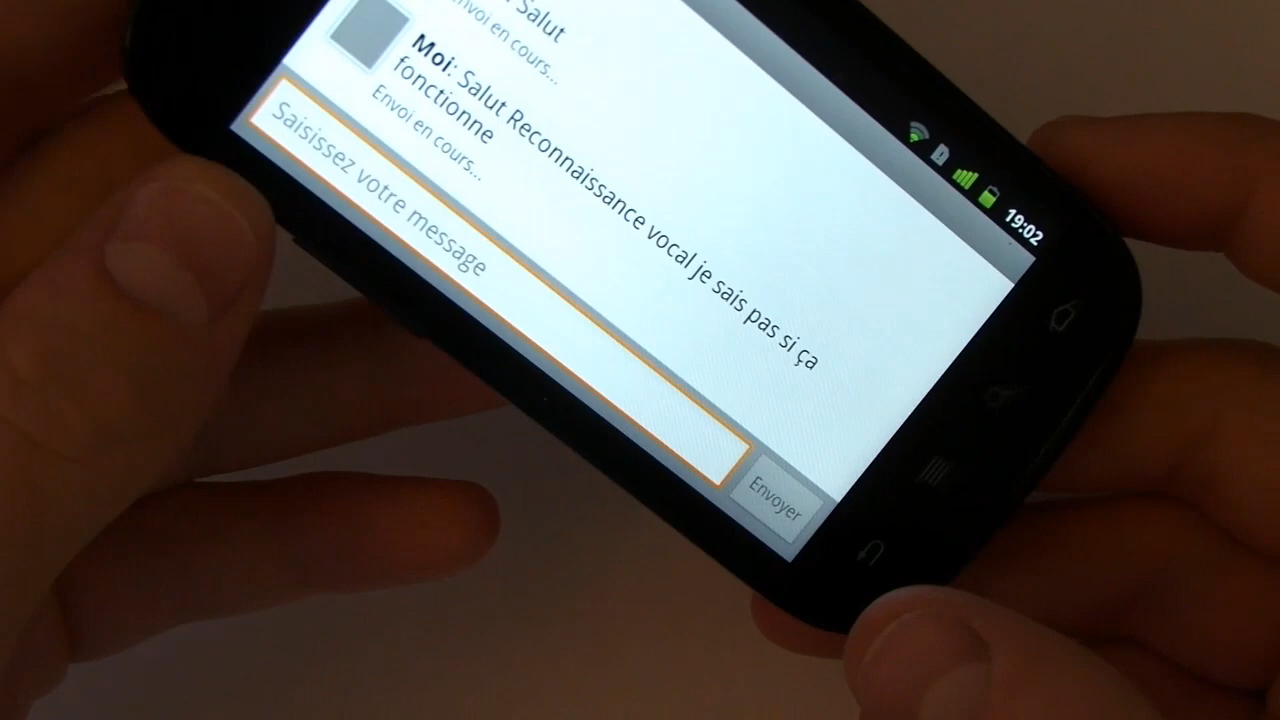 19:02
Salut
Envoi en cours...
Moi: Salut Reconnaissance vocal je sais pas si ça
fonctionne
Envoi en cours...
Saisissez votre message
Envoyer